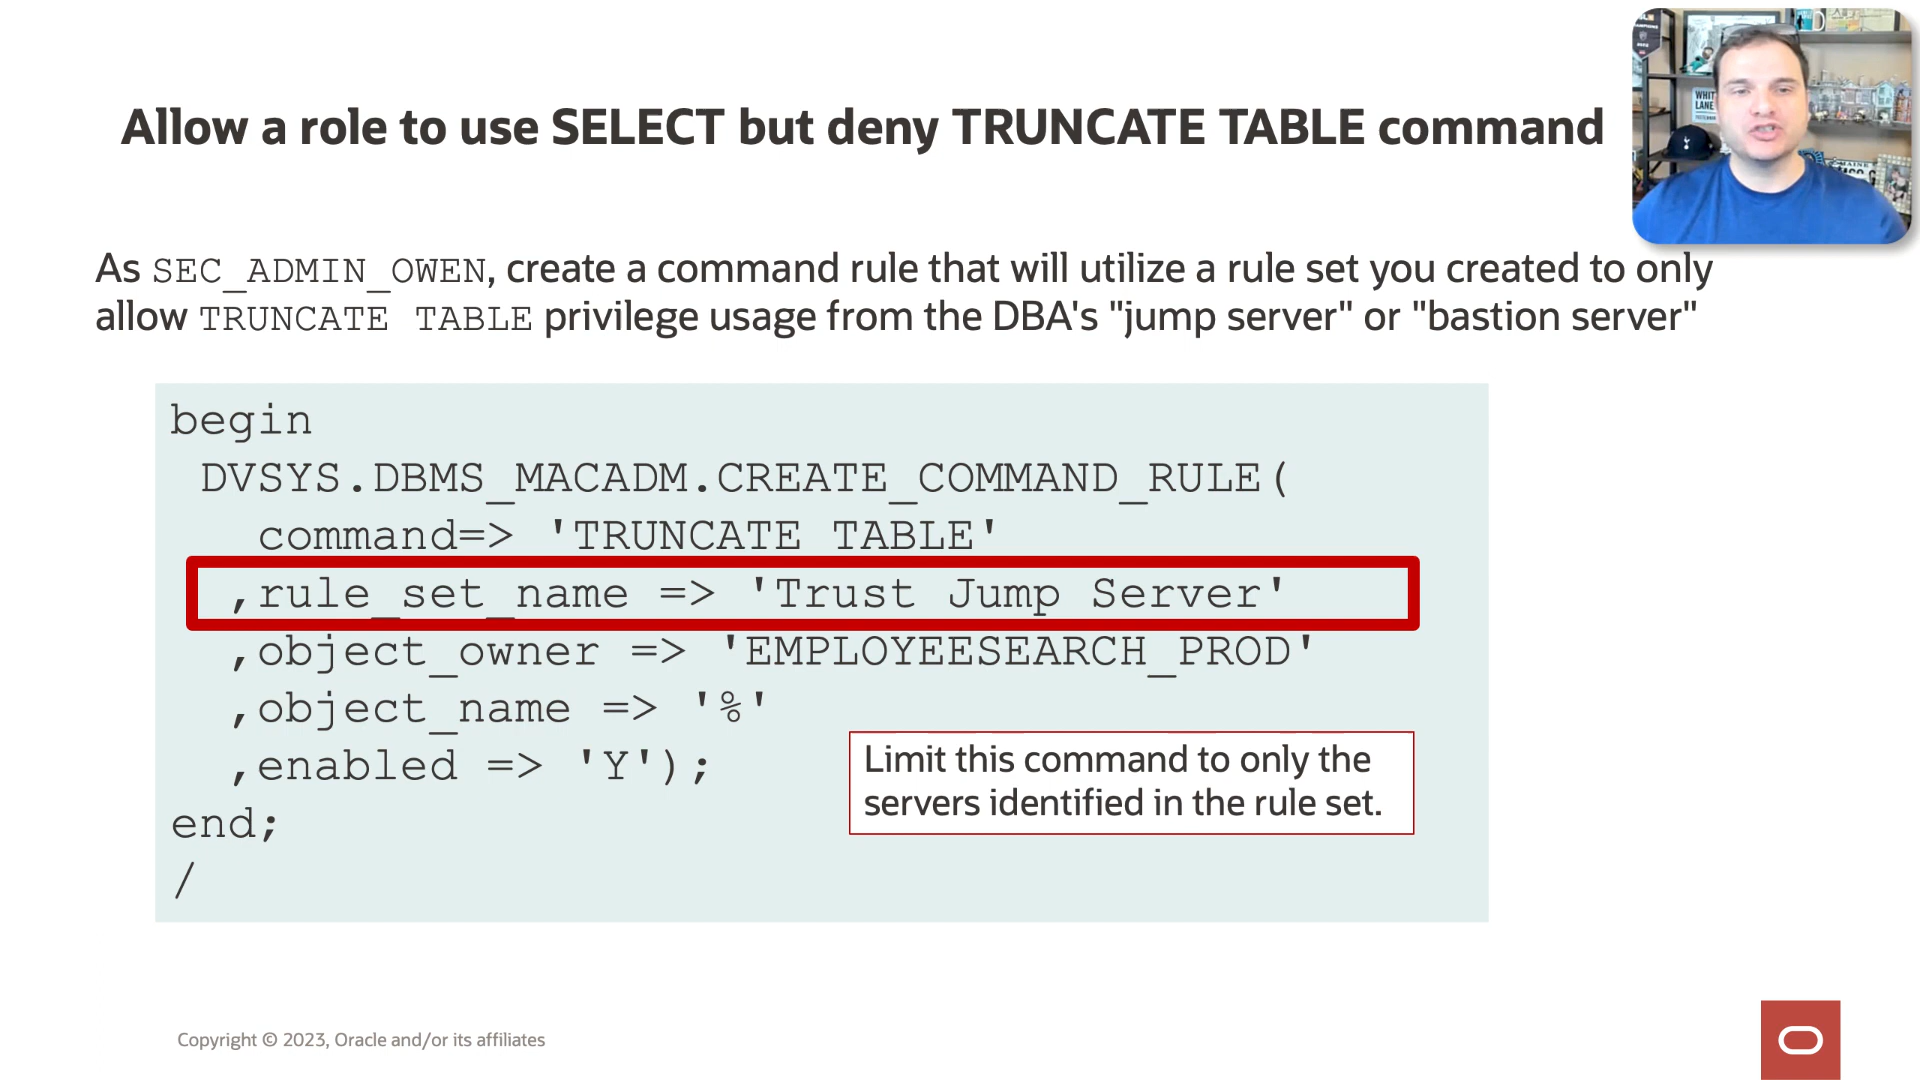 Allow a role to use SELECT but deny TRUNCATE TABLE command
WHIT
LANE
As SEC_ADMIN_OWEN, create a command rule that will utilize a rule set you created to only
allow TRUNCATE TABLE privilege usage from the DBA's "jump server" or "bastion server"
begin
DVSYS.DBMS_MACADM.CREATE_COMMAND_RULE(
command=> 'TRUNCATE TABLE'
,rule_set_name => 'Trust Jump Server'
,object_owner => 'EMPLOYEESEARCH_PROD'
,object_name => '%'
,enabled => 'Y');
end;
/
Limit this command to only the
servers identified in the rule set.
Copyright © 2023, Oracle and/or its affiliates